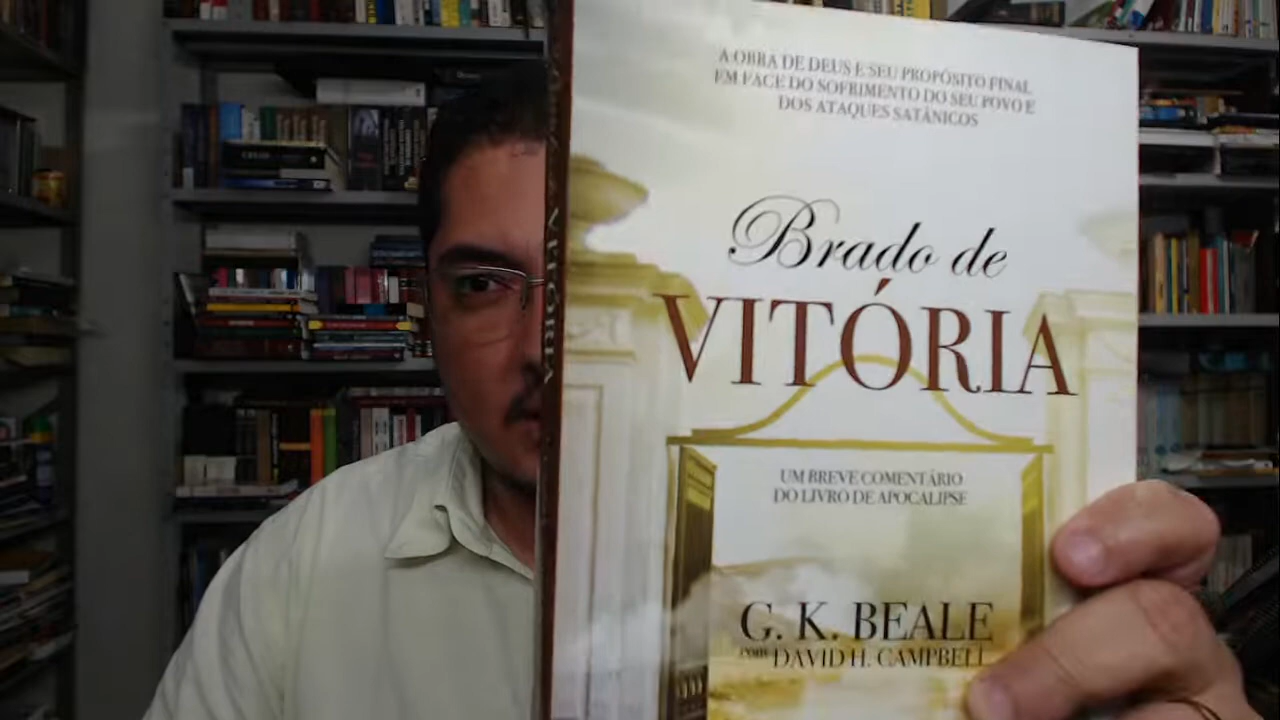 A OBRA DE DEUS E SEU PROPÓSITO FINAL
EM FACE DO SOFRIMENTO DO SEU POVO E
DOS ATAQUES SATÂNICOS
Brado de
VITÓRIA
UM BREVE COMENTÁRIO
DO LIVRO DE APOCALIPSE
G. K. BEALE
com DAVID H. CAMPBELL